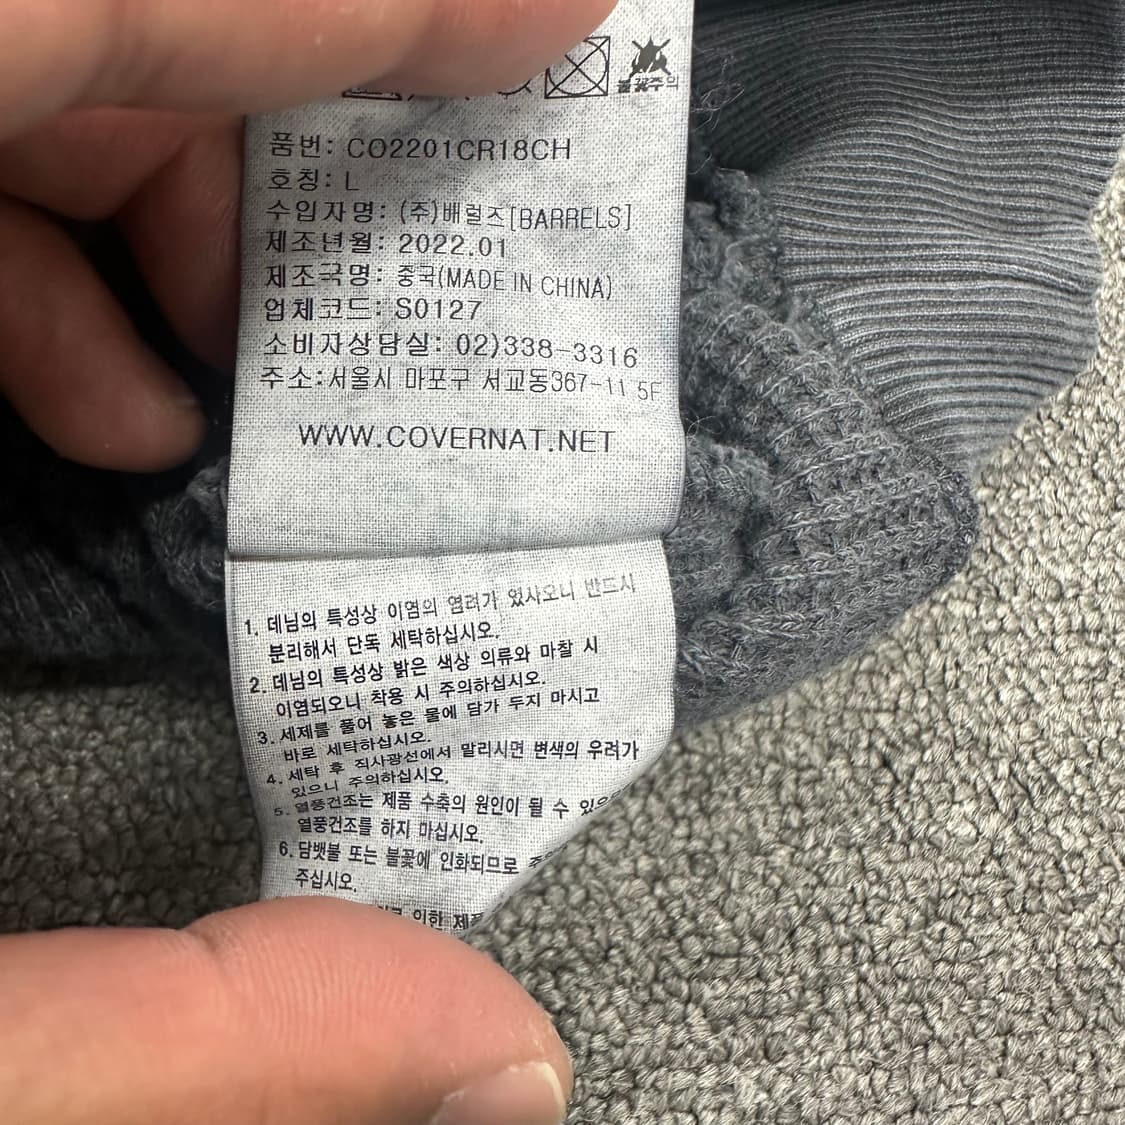 불꽃주의
품번: CO2201CR18CH
호칭: L
수입자명: (주)배럴즈[BARRELS]
제조년월: 2022.01
제조국명: 중국(MADE IN CHINA)
업체코드: S0127
소비자상담실: 02)338-3316
주소:서울시 마포구 서교동367-11 5F
WWW.COVERNAT.NET
1. 데님의 특성상 이염의 염려가 있사오니 반드시
분리해서 단독 세탁하십시오.
2. 데님의 특성상 밝은 색상 의류와 마찰 시
이염되오니 착용 시 주의하십시오.
3. 세제를 풀어 놓은 물에 담가 두지 마시고
바로 세탁하십시오.
4. 세탁 후 직사광선에서 말리시면 변색의 우려가
있으니 주의하십시오.
5. 열풍건조는 제품 수축의 원인이 될 수
열풍건조를 하지 마십시오.
6. 담뱃불 또는 불꽃에 인화되므로
주십시오.
이한